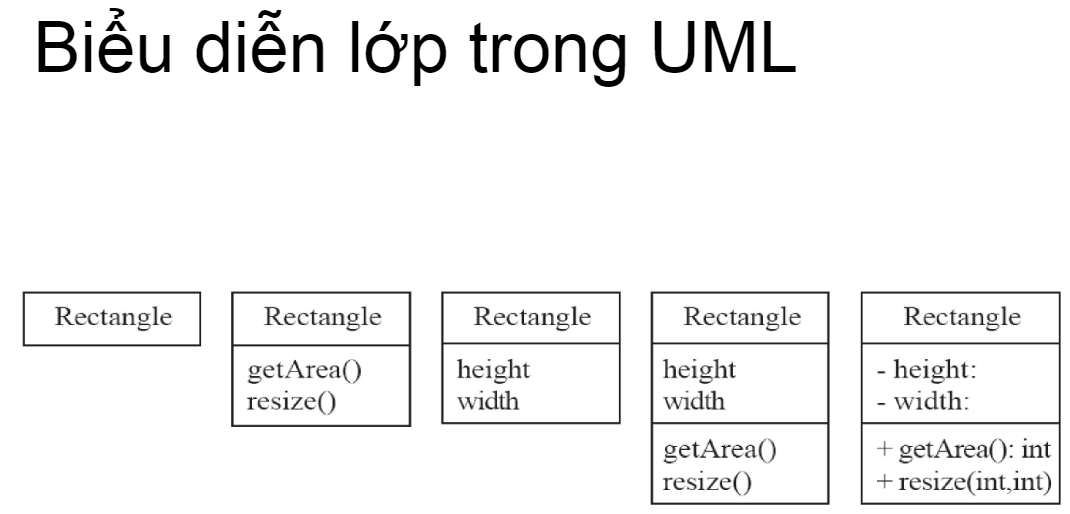 Biểu diễn lớp trong UML
Rectangle
Rectangle
getArea()
resize()
Rectangle
height
width
Rectangle
height
width
getArea()
resize()
Rectangle
- height:
- width:
+ getArea(): int
+ resize(int,int)